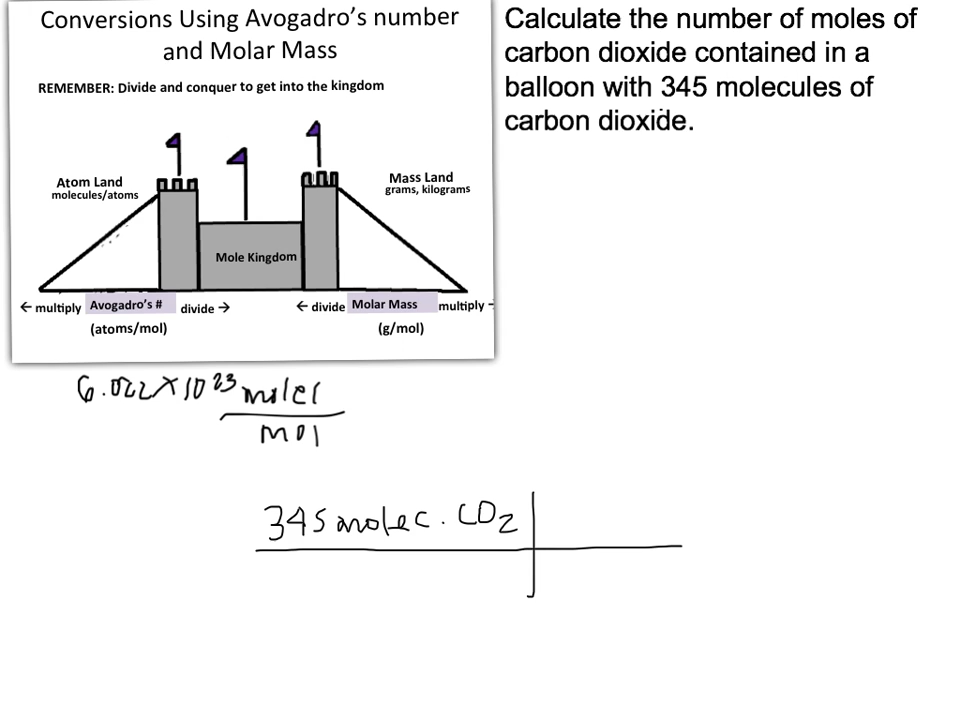 Conversions Using Avogadro's number
and Molar Mass
REMEMBER: Divide and conquer to get into the kingdom
Atom Land
molecules/atoms
Mass Land
grams, kilograms
Mole Kingdom
← multiply Avogadro's # divide →
(atoms/mol)
← divide Molar Mass multiply -
(g/mol)
Calculate the number of moles of
carbon dioxide contained in a
balloon with 345 molecules of
carbon dioxide.
6.022×10²³
mol
345 molec. CO₂